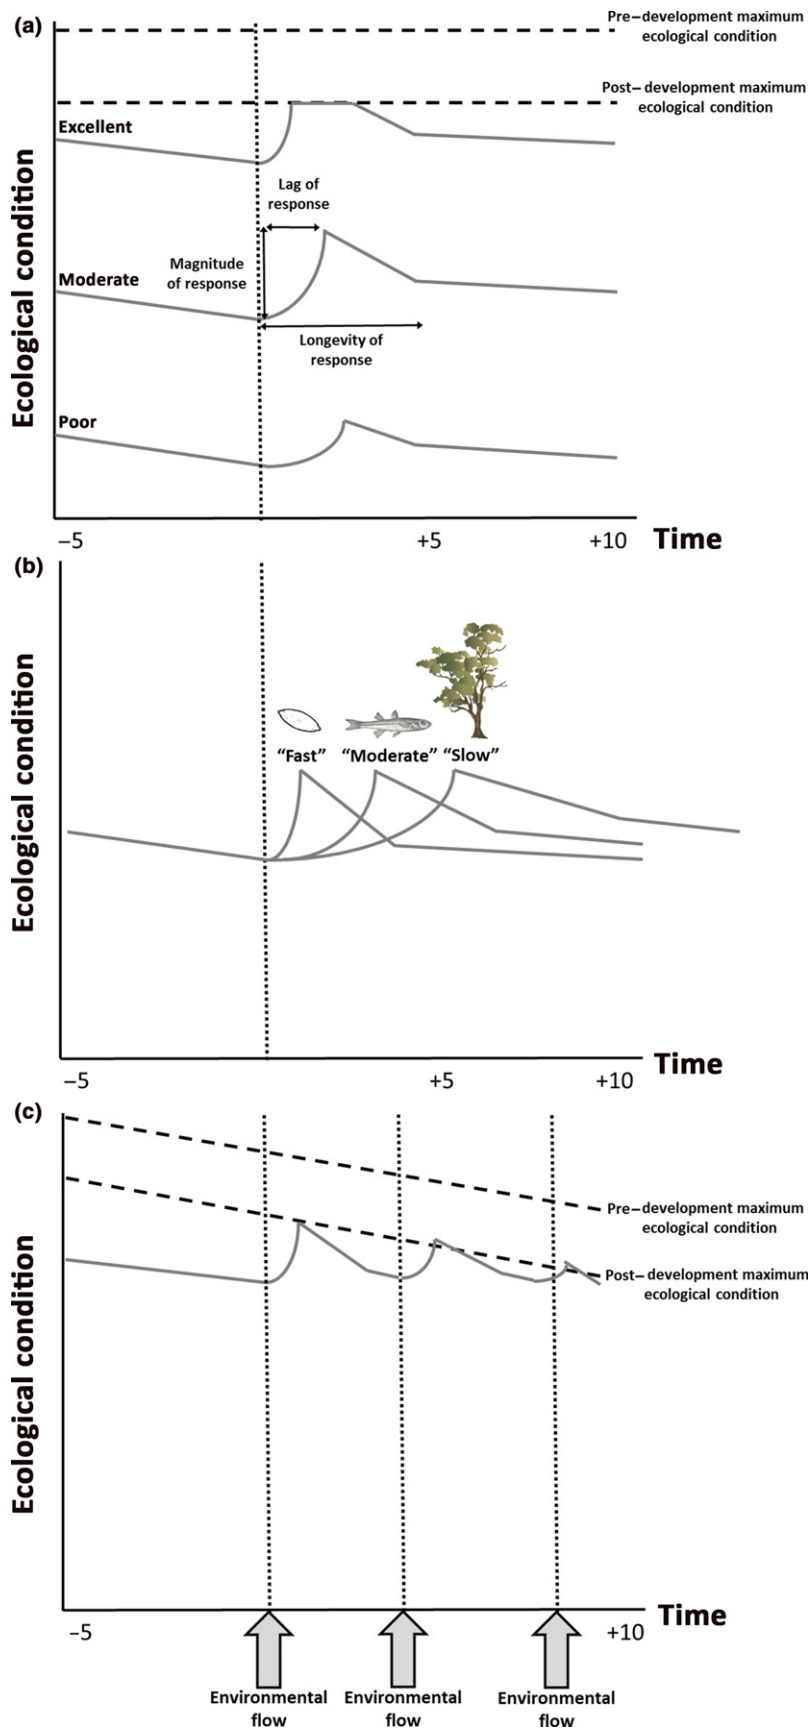 (a)
Pre–development maximum
ecological condition
Post–development maximum
ecological condition
Excellent
Lag of
response
Magnitude
of response
Moderate
Longevity of
response
Poor
Ecological condition
–5
+5
+10
Time
(b)
"Fast"
"Moderate"
"Slow"
Ecological condition
–5
+5
+10
Time
(c)
Pre–development maximum
ecological condition
Post–development maximum
ecological condition
Ecological condition
–5
+10
Time
Environmental
flow
Environmental
flow
Environmental
flow